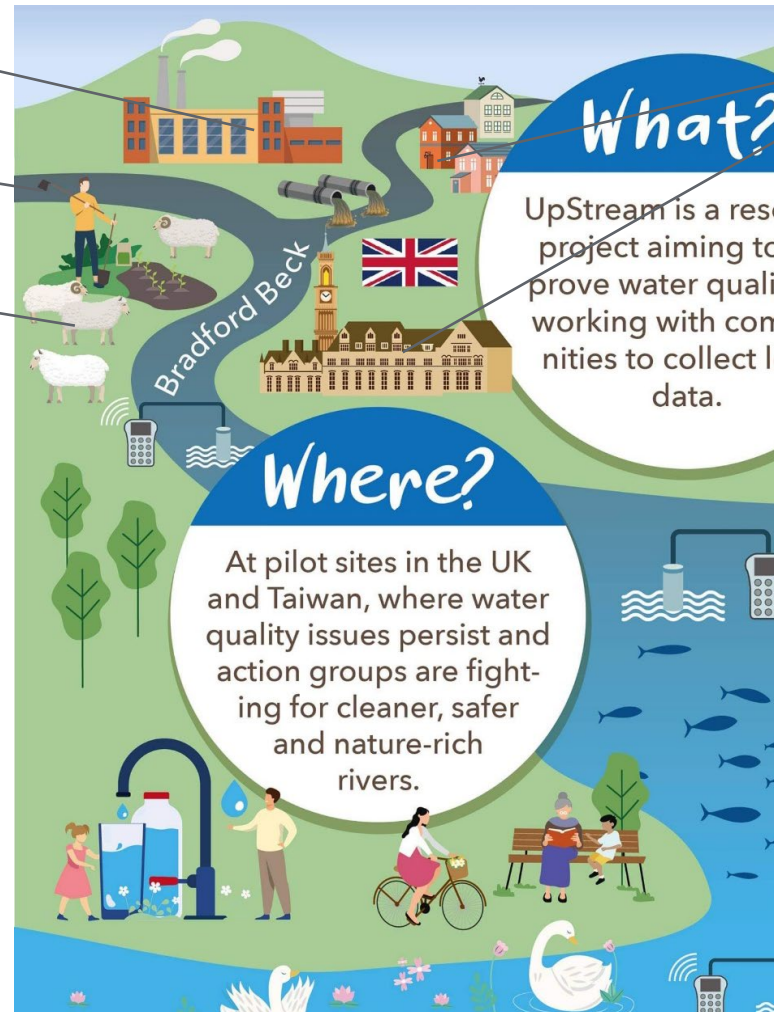 What?
UpStream is a rese
project aiming to
prove water quali
working with com
nities to collect l
data.
Bradford Beck
Where?
At pilot sites in the UK
and Taiwan, where water
quality issues persist and
action groups are fight-
ing for cleaner, safer
and nature-rich
rivers.